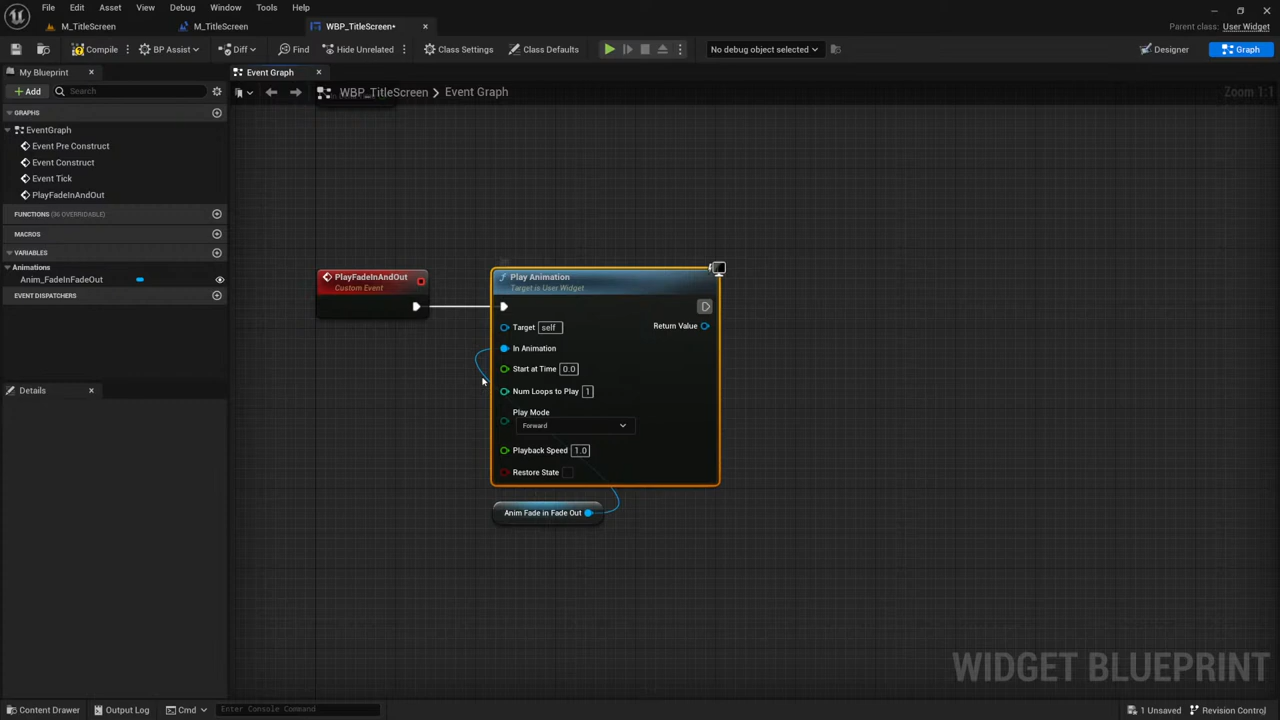 File Edit Asset View Debug Window Tools Help
M_TitleScreen M_TitleScreen WBP_TitleScreen•
Parent class: User Widget
Compile BP Assist Diff Find Hide Unrelated Class Settings Class Defaults No debug object selected Designer Graph
My Blueprint Event Graph
Add Search
WBP_TitleScreen > Event Graph Zoom 1:1
GRAPHS
EventGraph
Event Pre Construct
Event Construct
Event Tick
PlayFadeInAndOut
FUNCTIONS (36 OVERRIDABLE)
MACROS
VARIABLES
Animations
Anim_FadeInFadeOut
EVENT DISPATCHERS
Details
PlayFadeInAndOut
Custom Event
Play Animation
Target is User Widget
Target self
Return Value
In Animation
Start at Time 0.0
Num Loops to Play 1
Play Mode
Forward
Playback Speed 1.0
Restore State
Anim Fade in Fade Out
WIDGET BLUEPRINT
Content Drawer Output Log Cmd Enter Console Command 1 Unsaved Revision Control